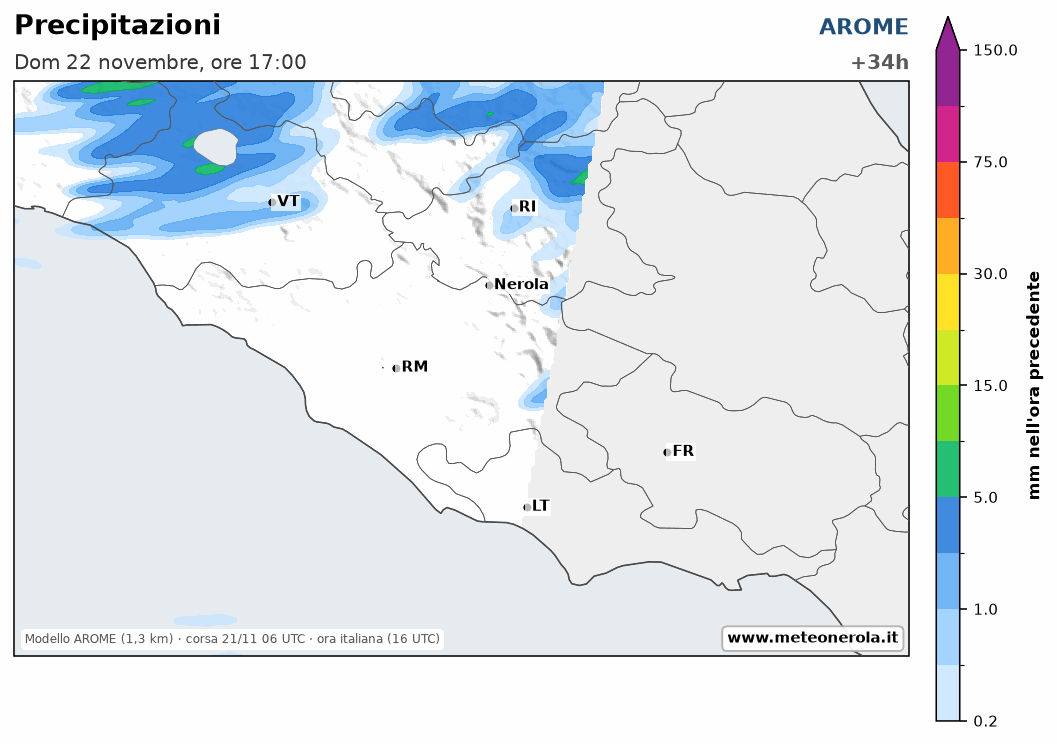 Precipitazioni
AROME
Dom 22 novembre, ore 17:00
+34h
150.0
75.0
30.0
15.0
5.0
1.0
0.2
mm nell'ora precedente
VT
RI
Nerola
RM
FR
LT
Modello AROME (1,3 km) · corsa 21/11 06 UTC · ora italiana (16 UTC)
www.meteonerola.it